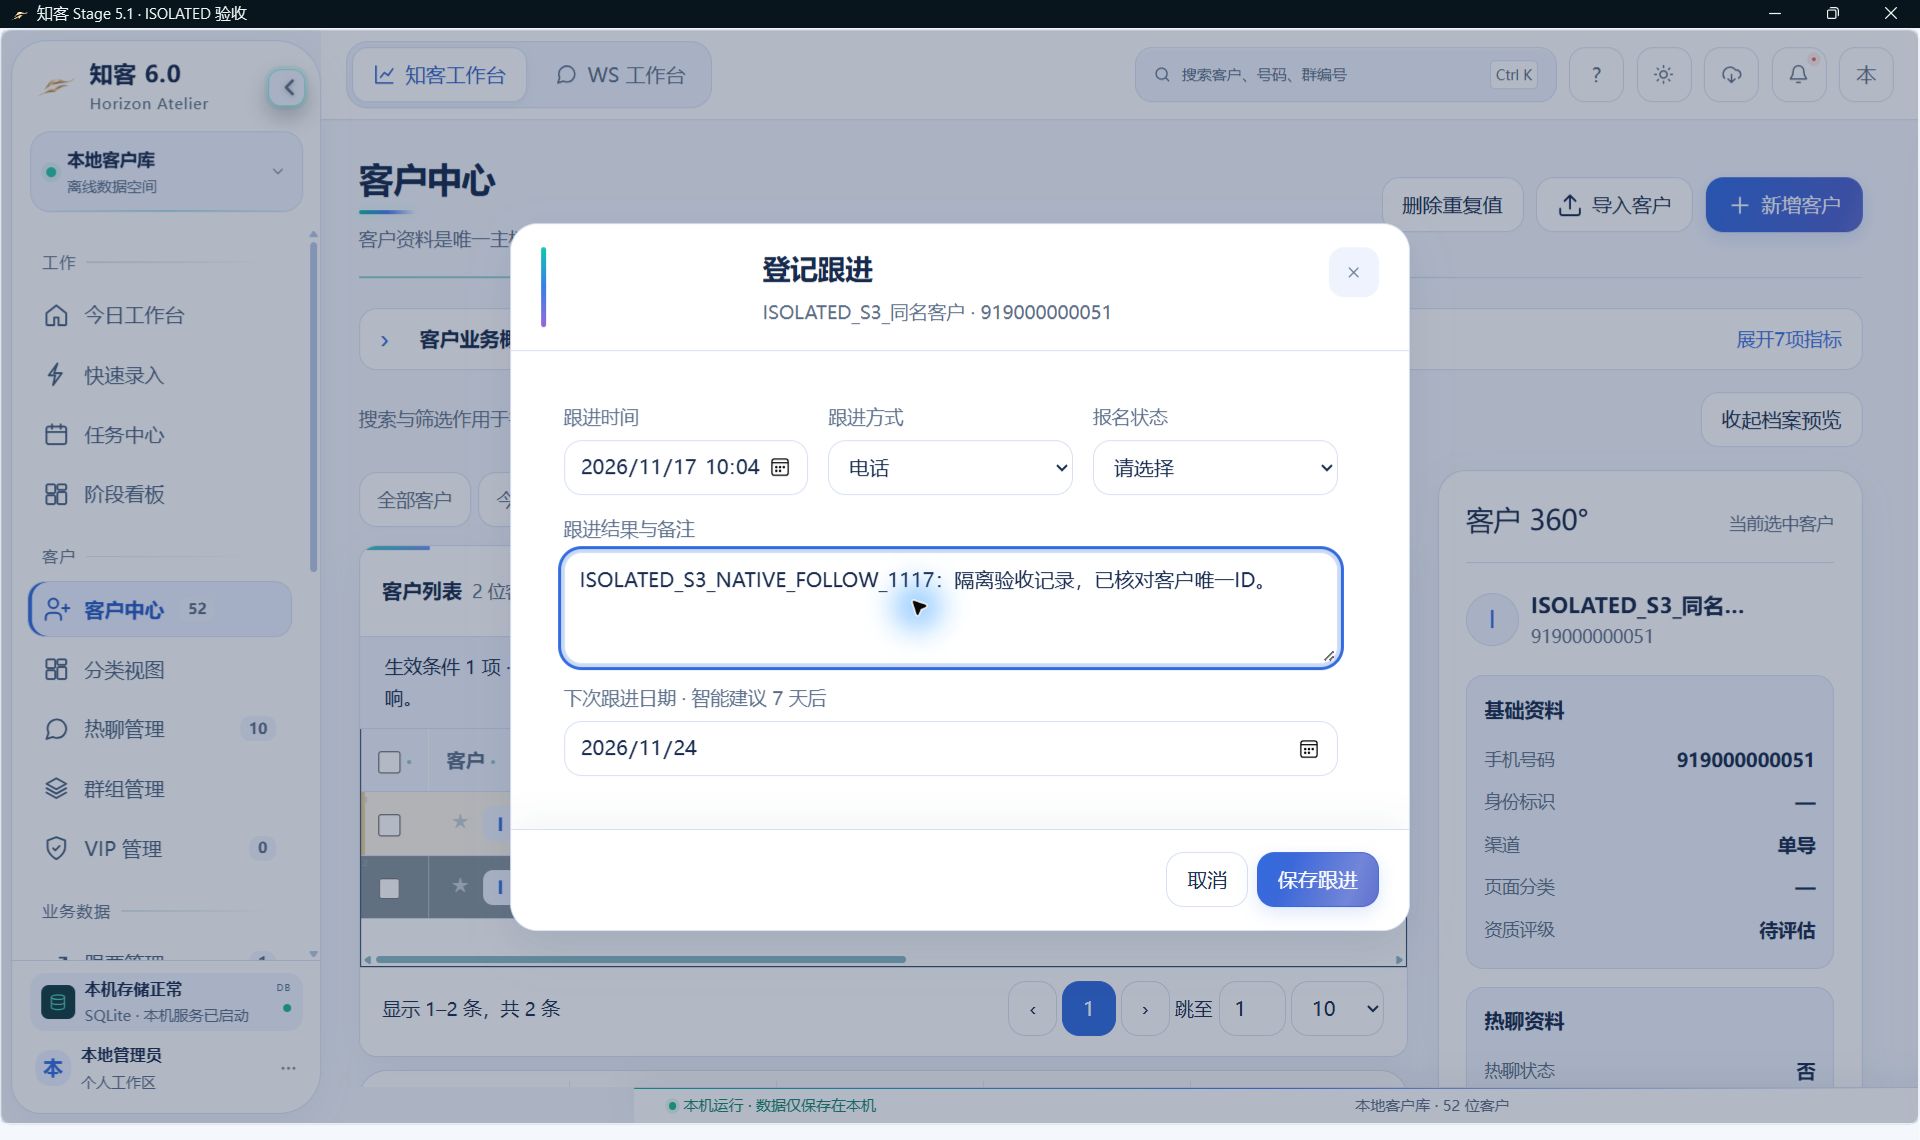 知客 Stage 5.1 · ISOLATED 验收
知客 6.0
Horizon Atelier
本地客户库
离线数据空间
工作
今日工作台
快速录入
任务中心
阶段看板
客户
客户中心 52
分类视图
热聊管理 10
群组管理
VIP 管理 0
业务数据
本机存储正常 DB
SQLite · 本机服务已启动
本 本地管理员
个人工作区
知客工作台
WS 工作台
搜索客户、号码、群编号 Ctrl K
?
本
客户中心
客户资料是唯一主
删除重复值
导入客户
新增客户
客户业务
展开7项指标
搜索与筛选作用于
收起档案预览
全部客户
客户列表 2 位
生效条件 1 项 ·
响。
客户
I
I
显示 1–2 条，共 2 条
‹ 1 › 跳至 1 10
登记跟进
ISOLATED_S3_同名客户 · 919000000051
×
跟进时间
2026/11/17 10:04
跟进方式
电话
报名状态
请选择
跟进结果与备注
ISOLATED_S3_NATIVE_FOLLOW_1117：隔离验收记录，已核对客户唯一ID。
下次跟进日期 · 智能建议 7 天后
2026/11/24
取消
保存跟进
客户 360°
当前选中客户
I
ISOLATED_S3_同名...
919000000051
基础资料
手机号码 919000000051
身份标识 —
渠道 单导
页面分类 —
资质评级 待评估
热聊资料
热聊状态 否
本机运行 · 数据仅保存在本机
本地客户库 · 52 位客户